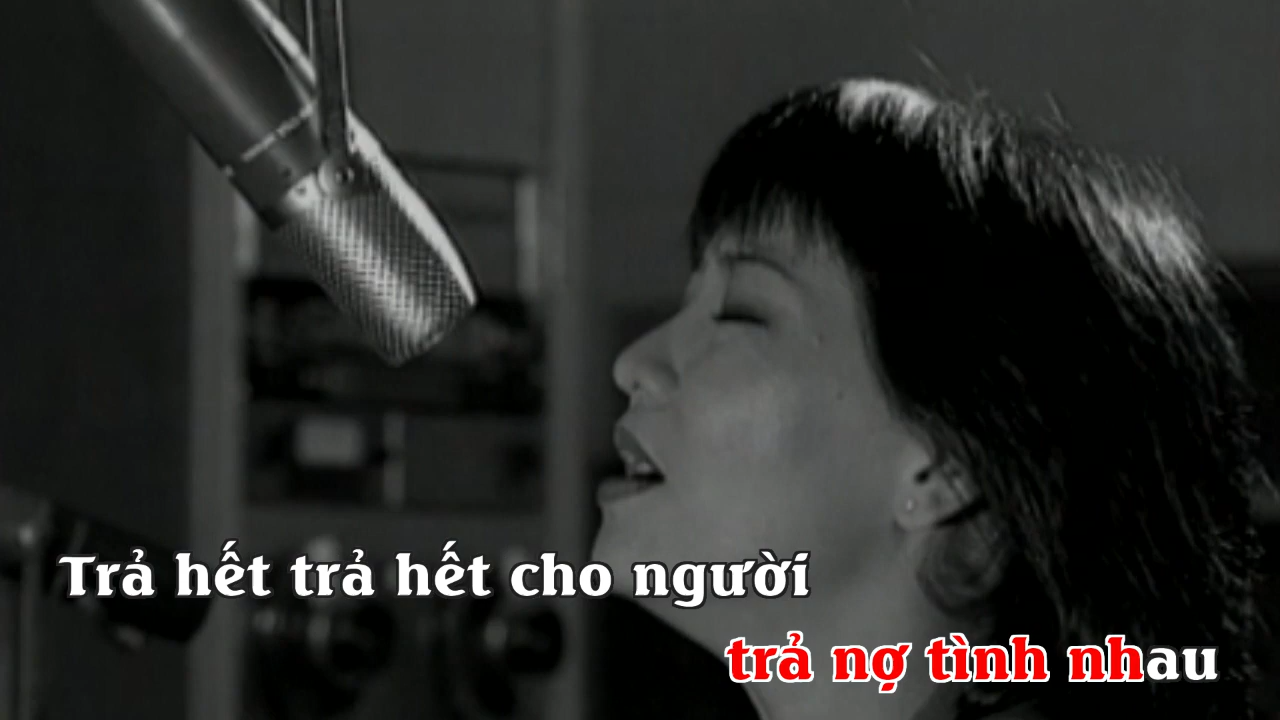 Trả hết trả hết cho người
trả nợ tình nhau